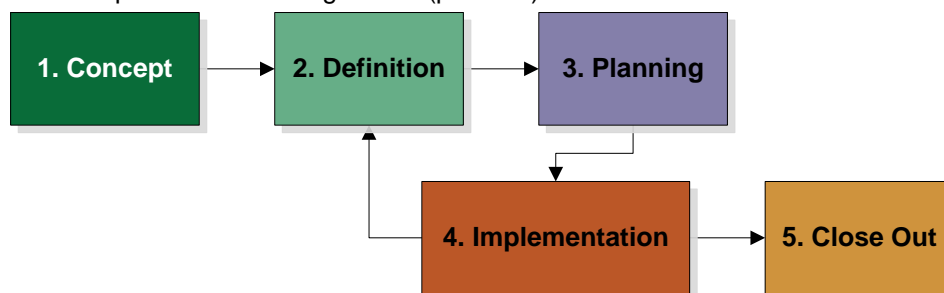 1. Concept
2. Definition
3. Planning
4. Implementation
5. Close Out